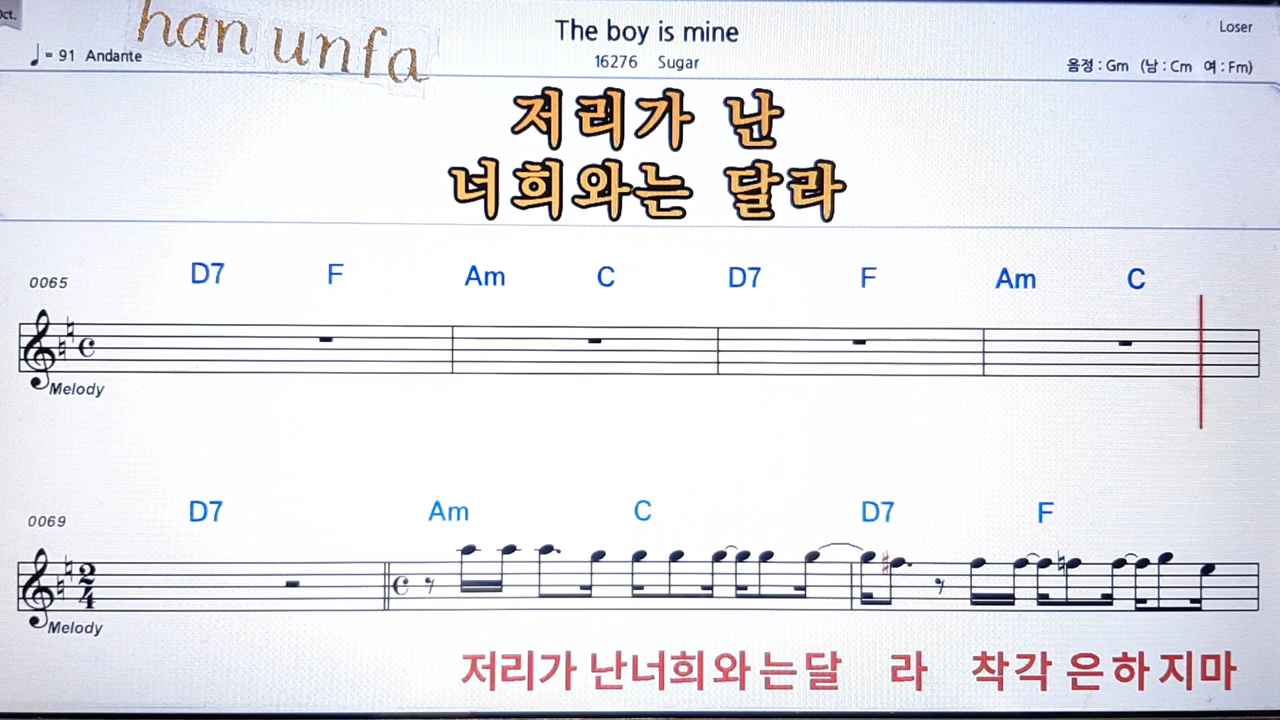 Oct.
han unfa
The boy is mine
Loser
♩= 91 Andante
16276 Sugar
음정 : Gm (남 : Cm 여 : Fm)
저리가 난
너희와는 달라
0065
D7 F Am C D7 F Am C
Melody
0069
D7 Am C D7 F
2
4
Melody
저리가 난너희와는달 라 착각은하지마